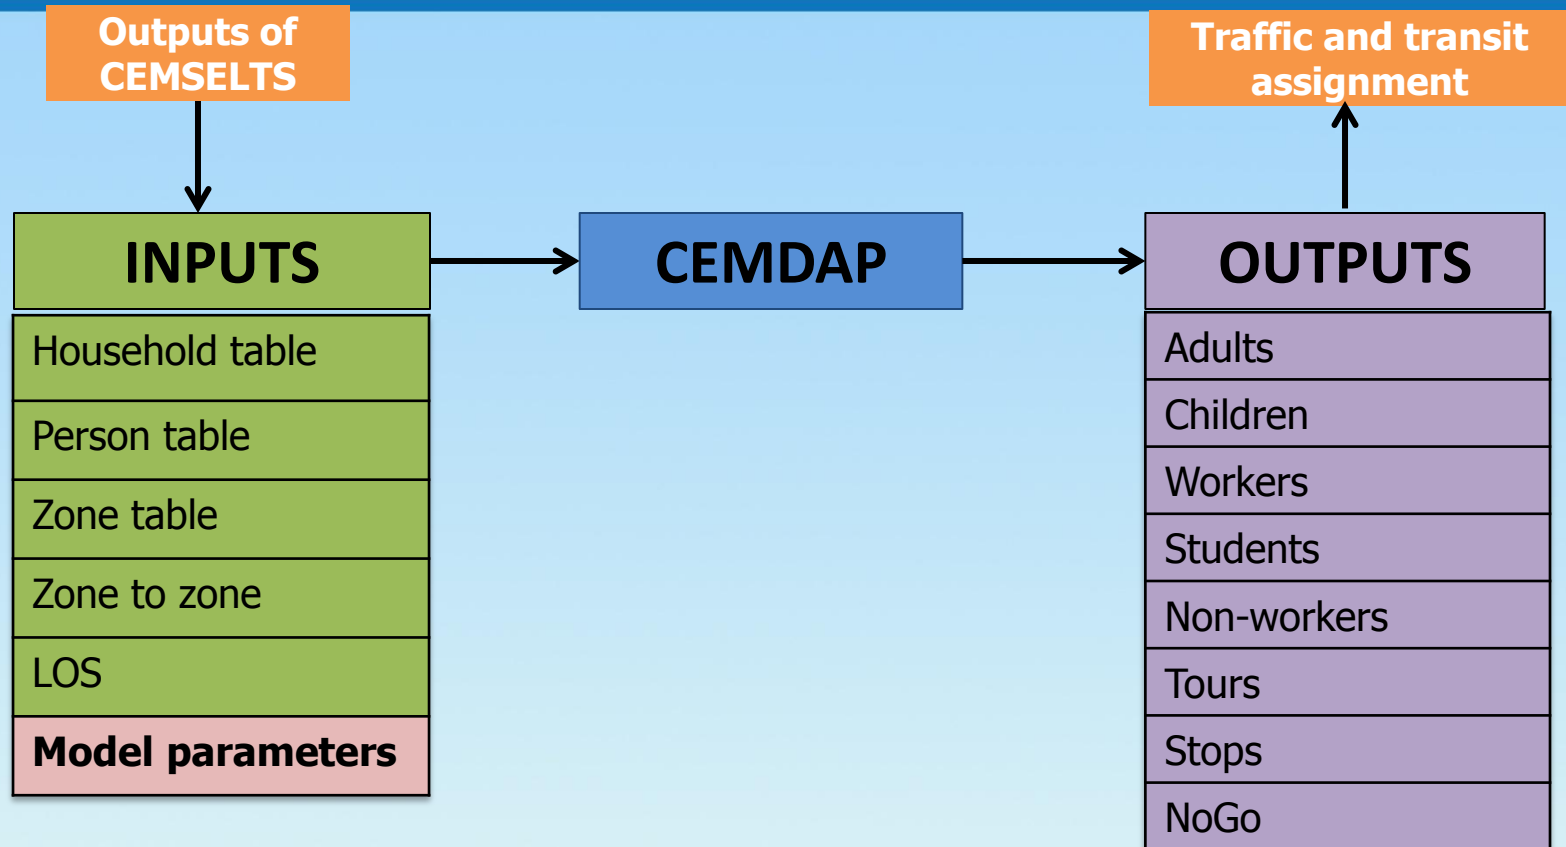 Outputs of
CEMSELTS
Traffic and transit
assignment
INPUTS
CEMDAP
OUTPUTS
Household table
Person table
Zone table
Zone to zone
LOS
Model parameters
Adults
Children
Workers
Students
Non-workers
Tours
Stops
NoGo